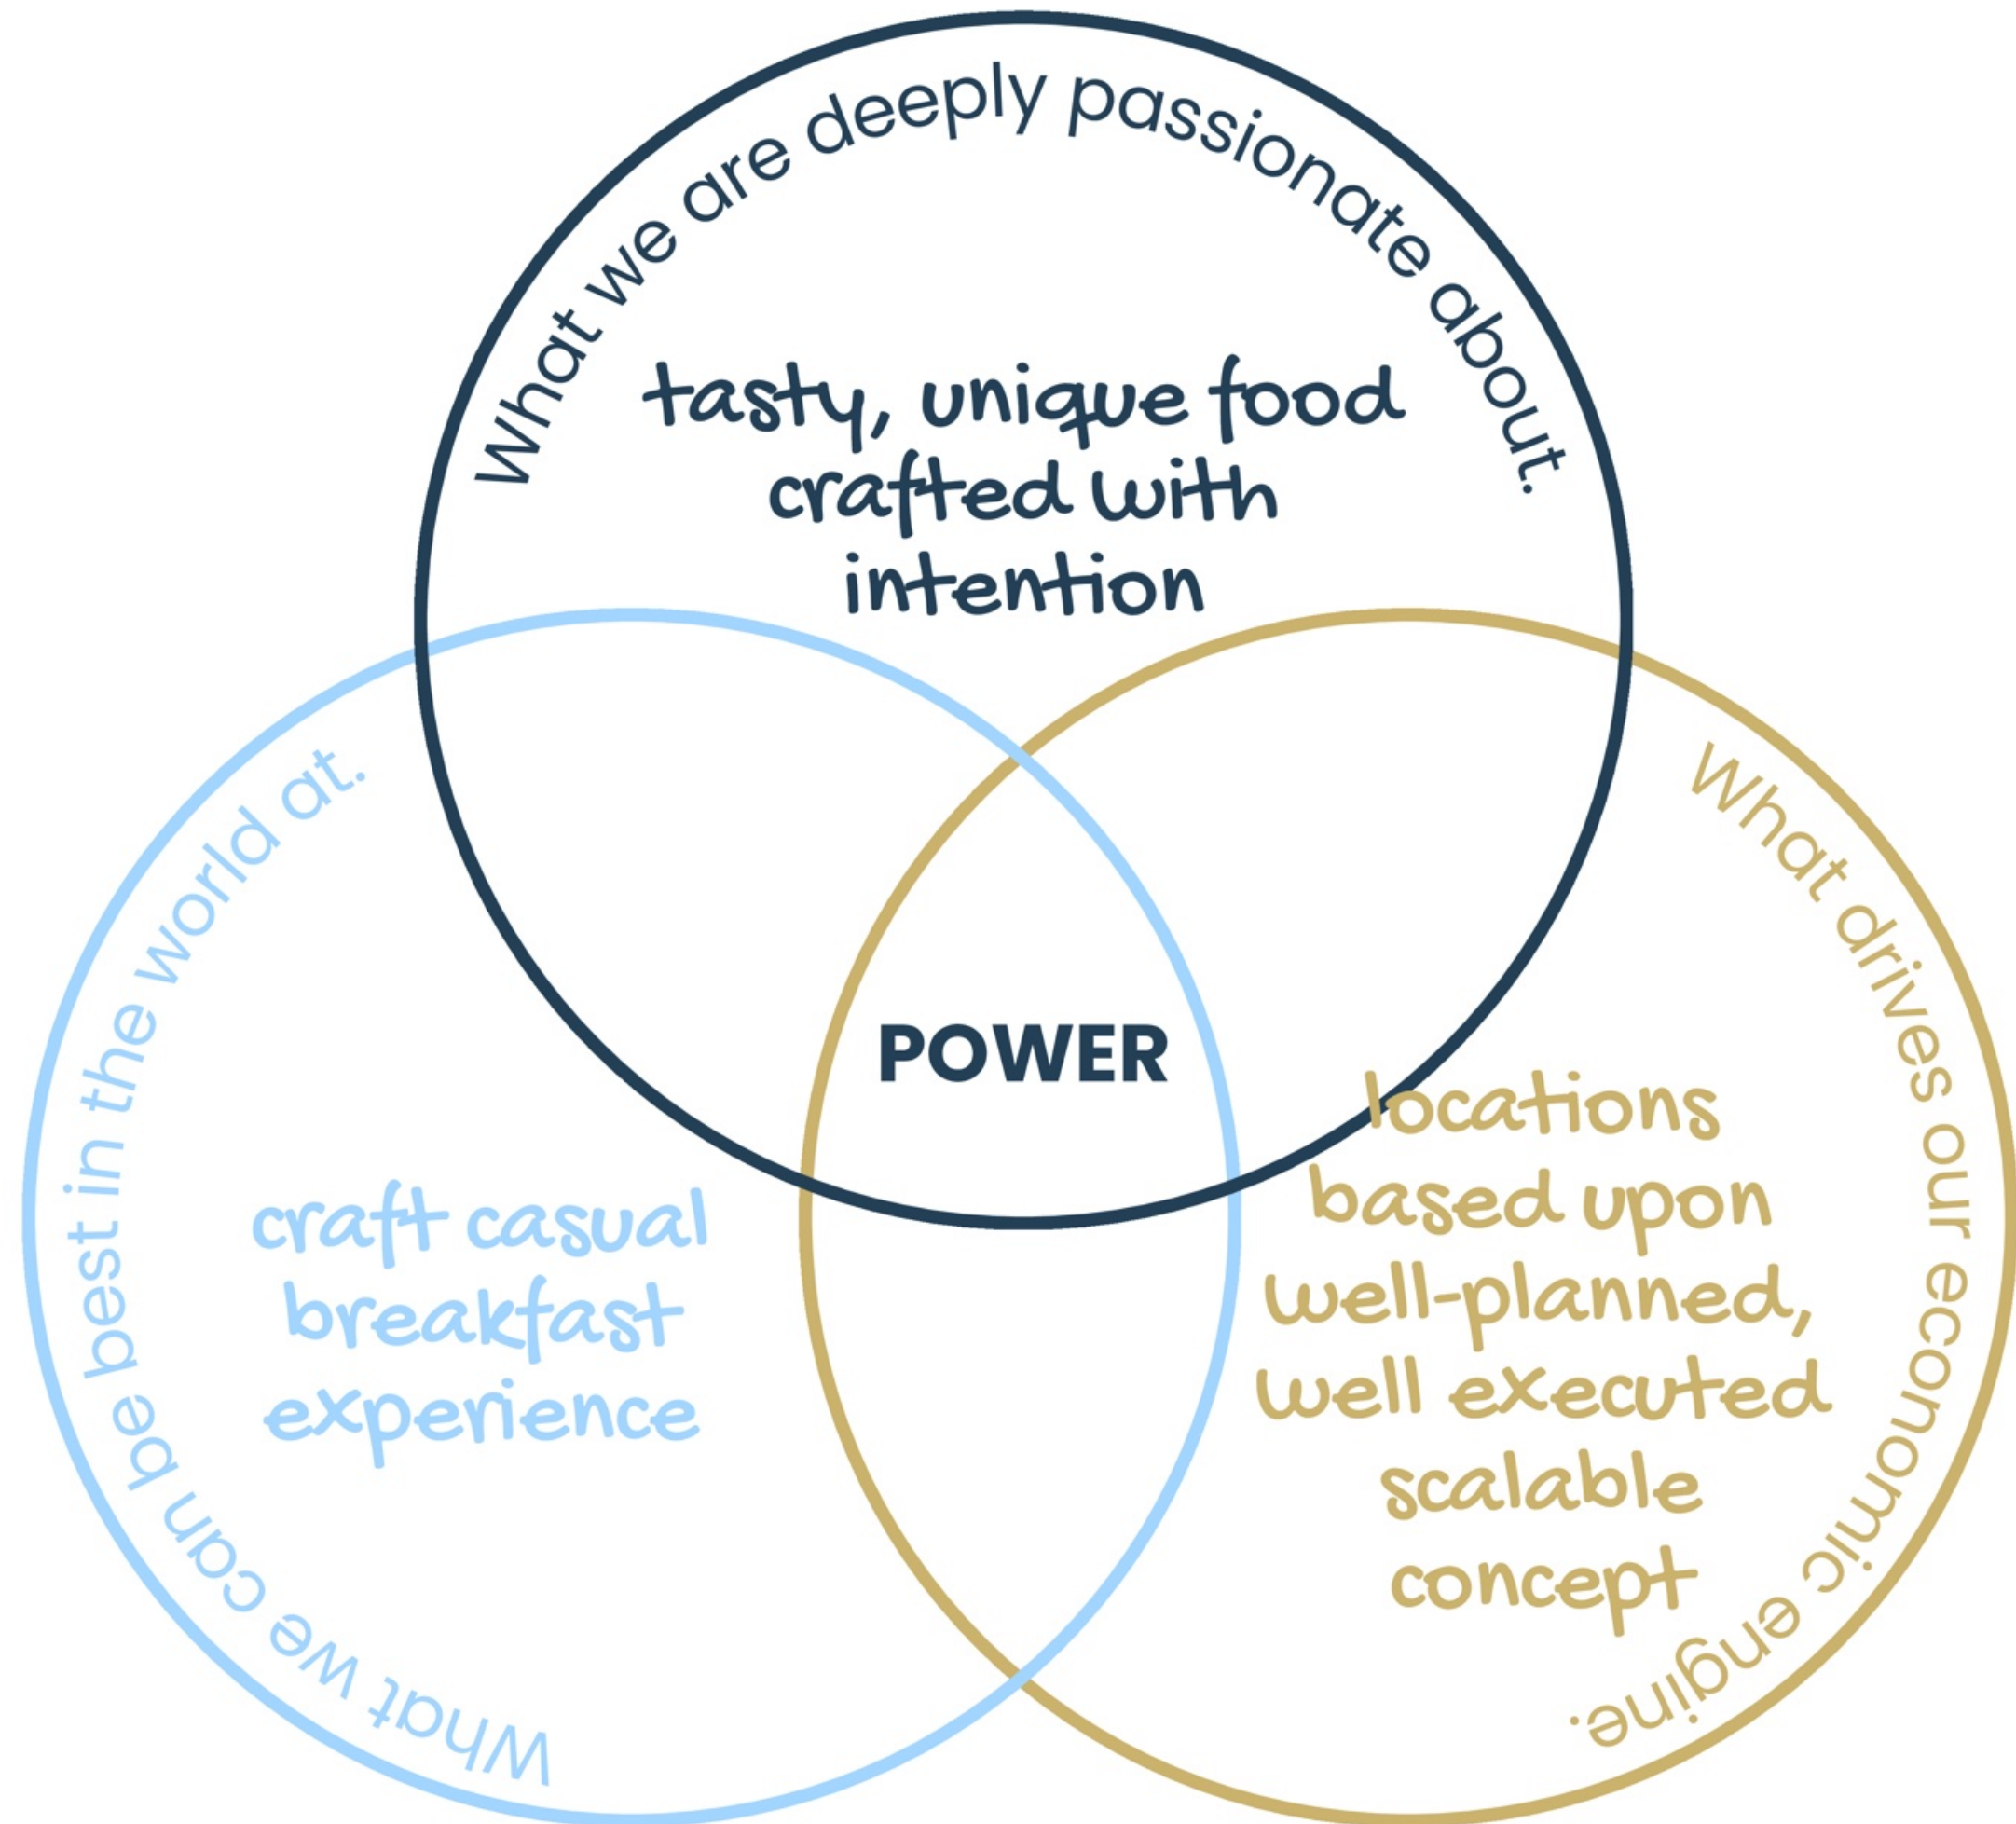 What we are deeply passionate about.
tasty, unique food
crafted with
intention
What we can be best in the world at.
craft casual
breakfast
experience
POWER
What drives our economic engine.
locations
based upon
well-planned,
well executed
scalable
concept